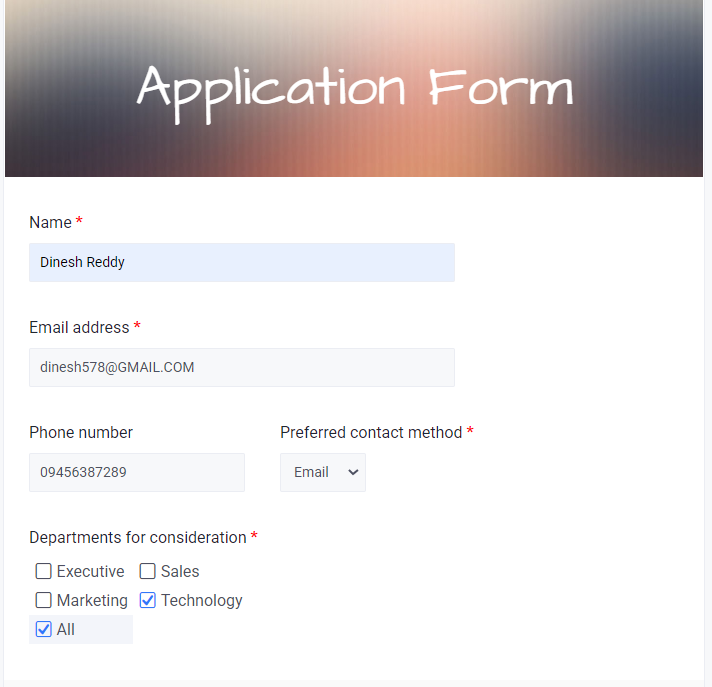 Application Form
Name *
Dinesh Reddy
Email address *
dinesh578@GMAIL.COM
Phone number Preferred contact method *
09456387289 Email
Departments for consideration *
Executive Sales
Marketing Technology
All